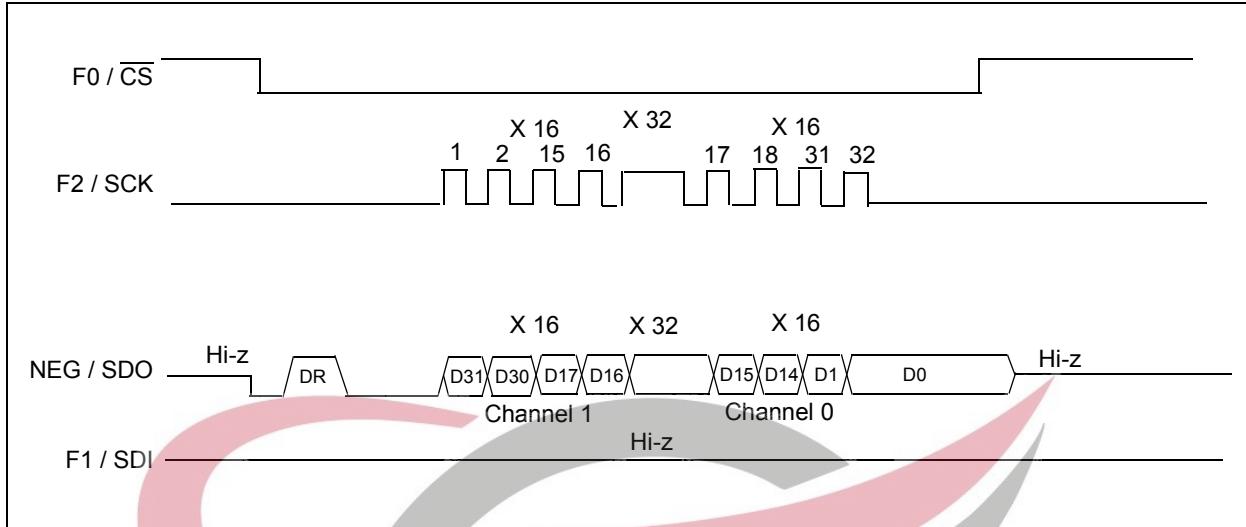 F0 / CS
X 16 X 32 X 16
1 2 15 16 17 18 31 32
F2 / SCK
X 16 X 32 X 16
Hi-z Hi-z
NEG / SDO
DR D31 D30 D17 D16 D15 D14 D1 D0
Channel 1 Channel 0
Hi-z
F1 / SDI